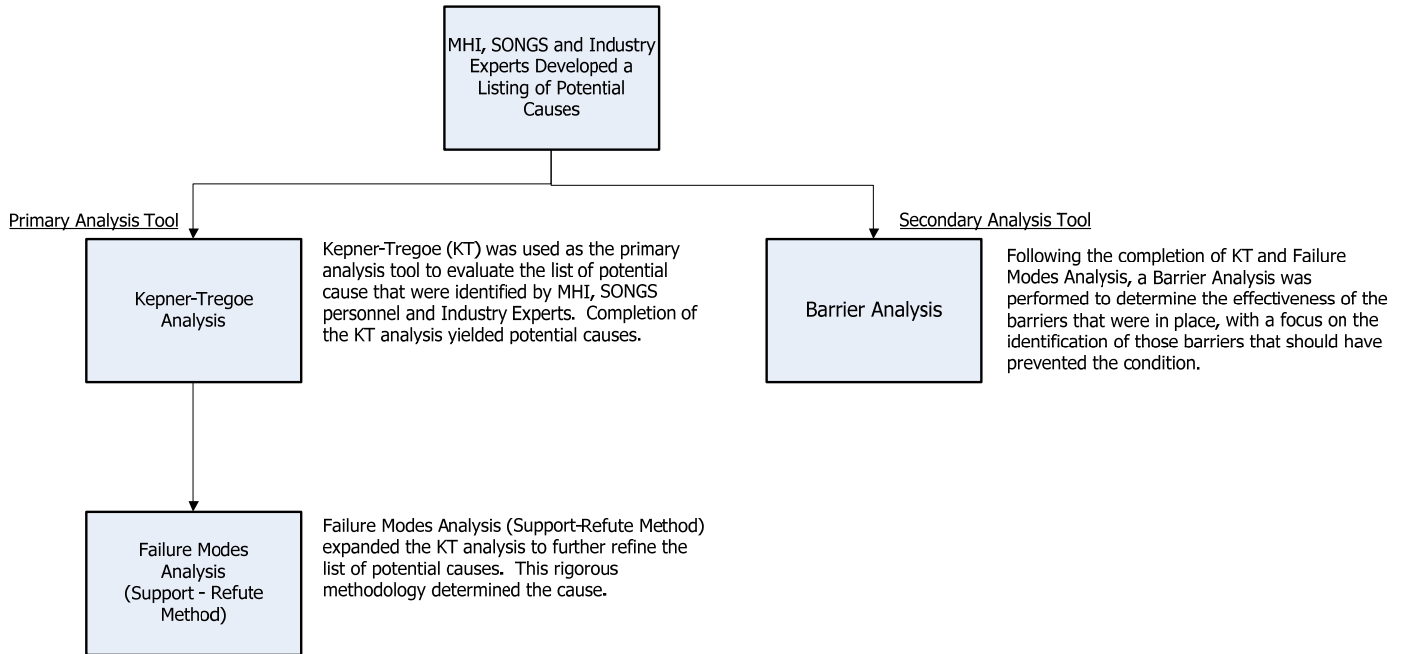 MHI, SONGS and Industry
Experts Developed a
Listing of Potential
Causes
Primary Analysis Tool
Kepner-Tregoe
Analysis
Kepner-Tregoe (KT) was used as the primary
analysis tool to evaluate the list of potential
cause that were identified by MHI, SONGS
personnel and Industry Experts.  Completion of
the KT analysis yielded potential causes.
Secondary Analysis Tool
Barrier Analysis
Following the completion of KT and Failure
Modes Analysis, a Barrier Analysis was
performed to determine the effectiveness of the
barriers that were in place, with a focus on the
identification of those barriers that should have
prevented the condition.
Failure Modes
Analysis
(Support - Refute
Method)
Failure Modes Analysis (Support-Refute Method)
expanded the KT analysis to further refine the
list of potential causes.  This rigorous
methodology determined the cause.